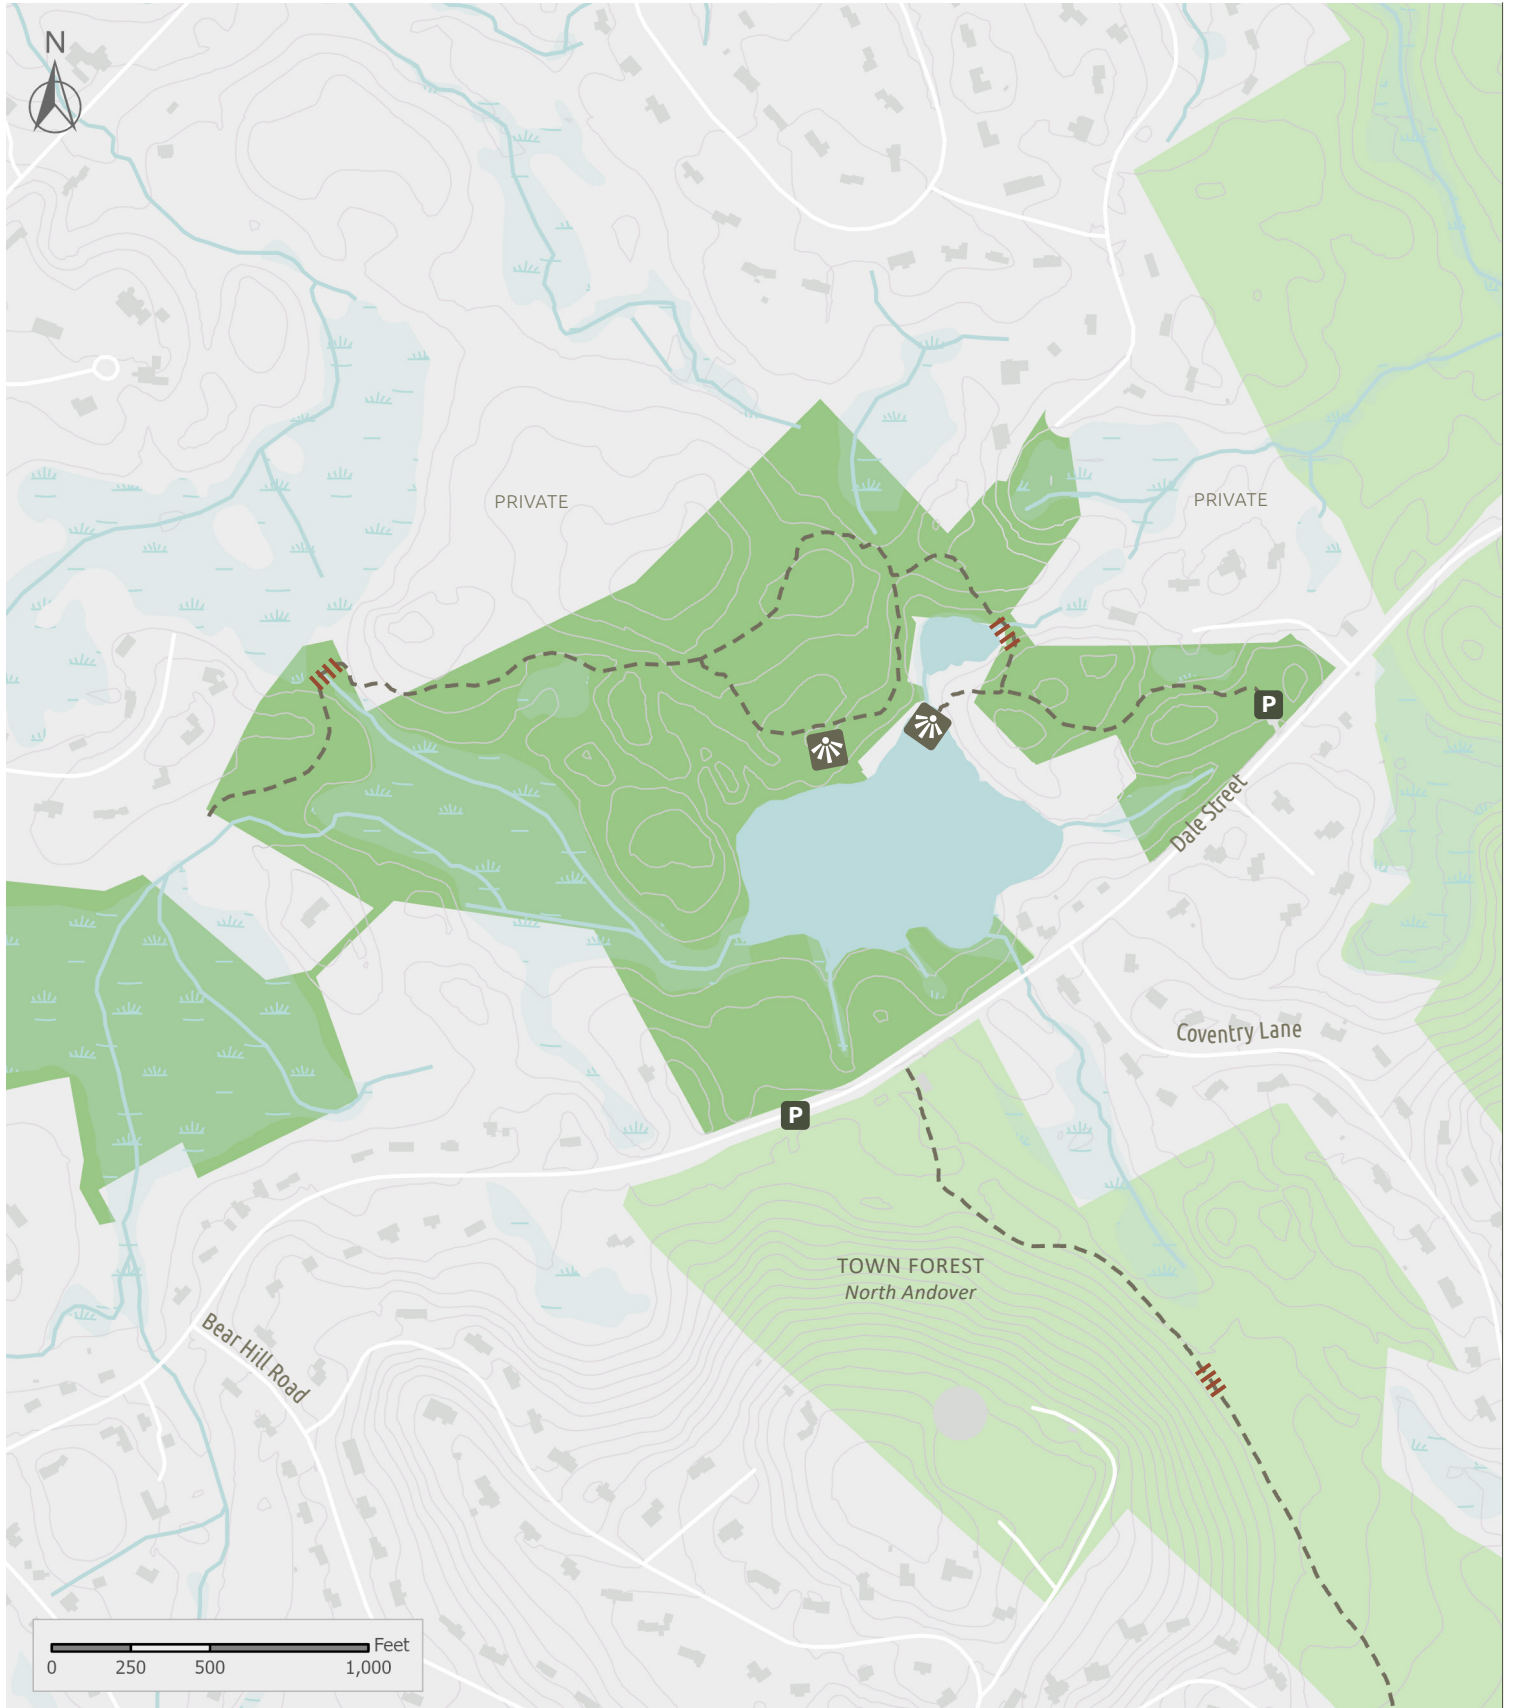 N
PRIVATE
PRIVATE
P
Dale Street
Coventry Lane
P
TOWN FOREST
North Andover
Bear Hill Road
Feet
0 250 500 1,000